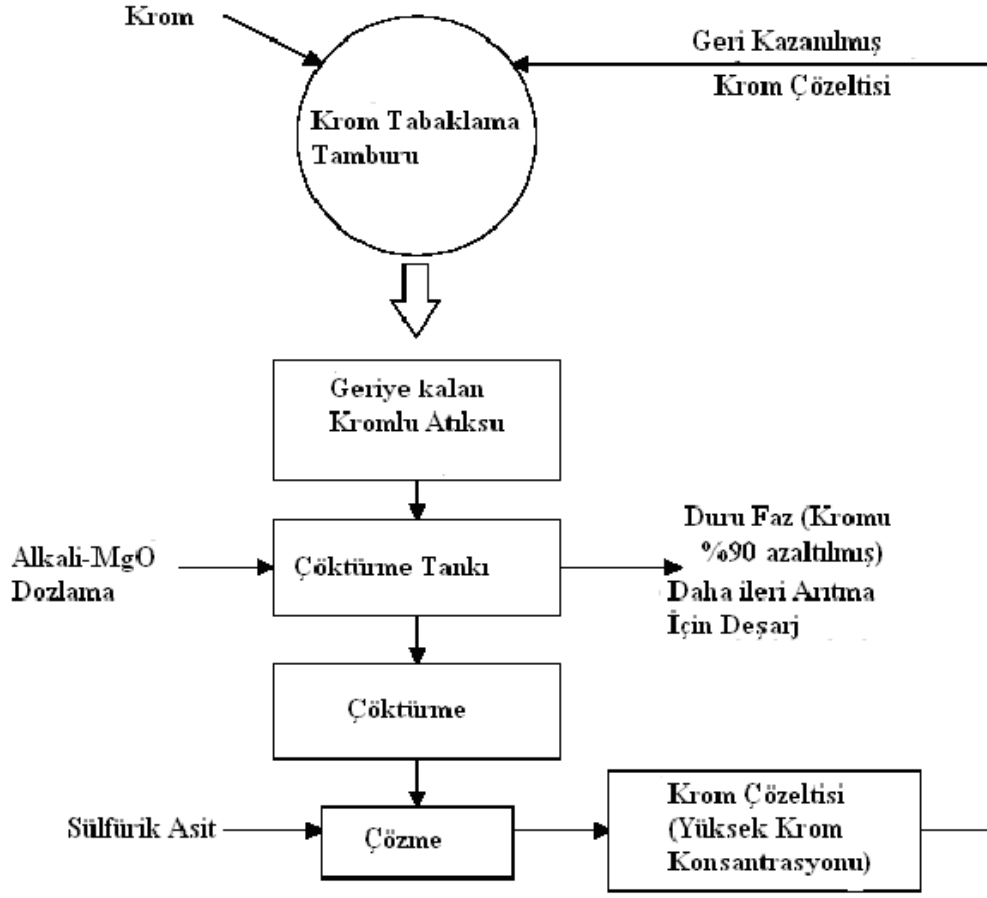 Krom
Geri Kazanılmış
Krom Çözeltisi
Krom Tabaklama
Tamburu
Geriye kalan
Kromlu Atıksu
Alkali-MgO
Dozlama
Çöktürme Tankı
Duru Faz (Kromu
%90 azaltılmış)
Daha ileri Arıtma
İçin Deşarj
Çöktürme
Sülfürik Asit
Çözme
Krom Çözeltisi
(Yüksek Krom
Konsantrasyonu)